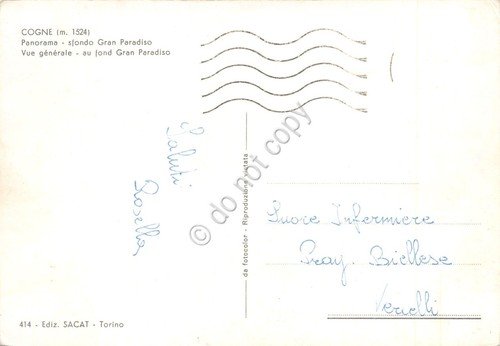 COGNE (m. 1524)
Panorama - sfondo Gran Paradiso
Vue générale - au fond Gran Paradiso
Saluti
Rosella
da fotocolor - Riproduzione vietata
Suore Infermiere
Pray Biellese
Vercelli
414 - Ediz. SACAT - Torino
© do not copy